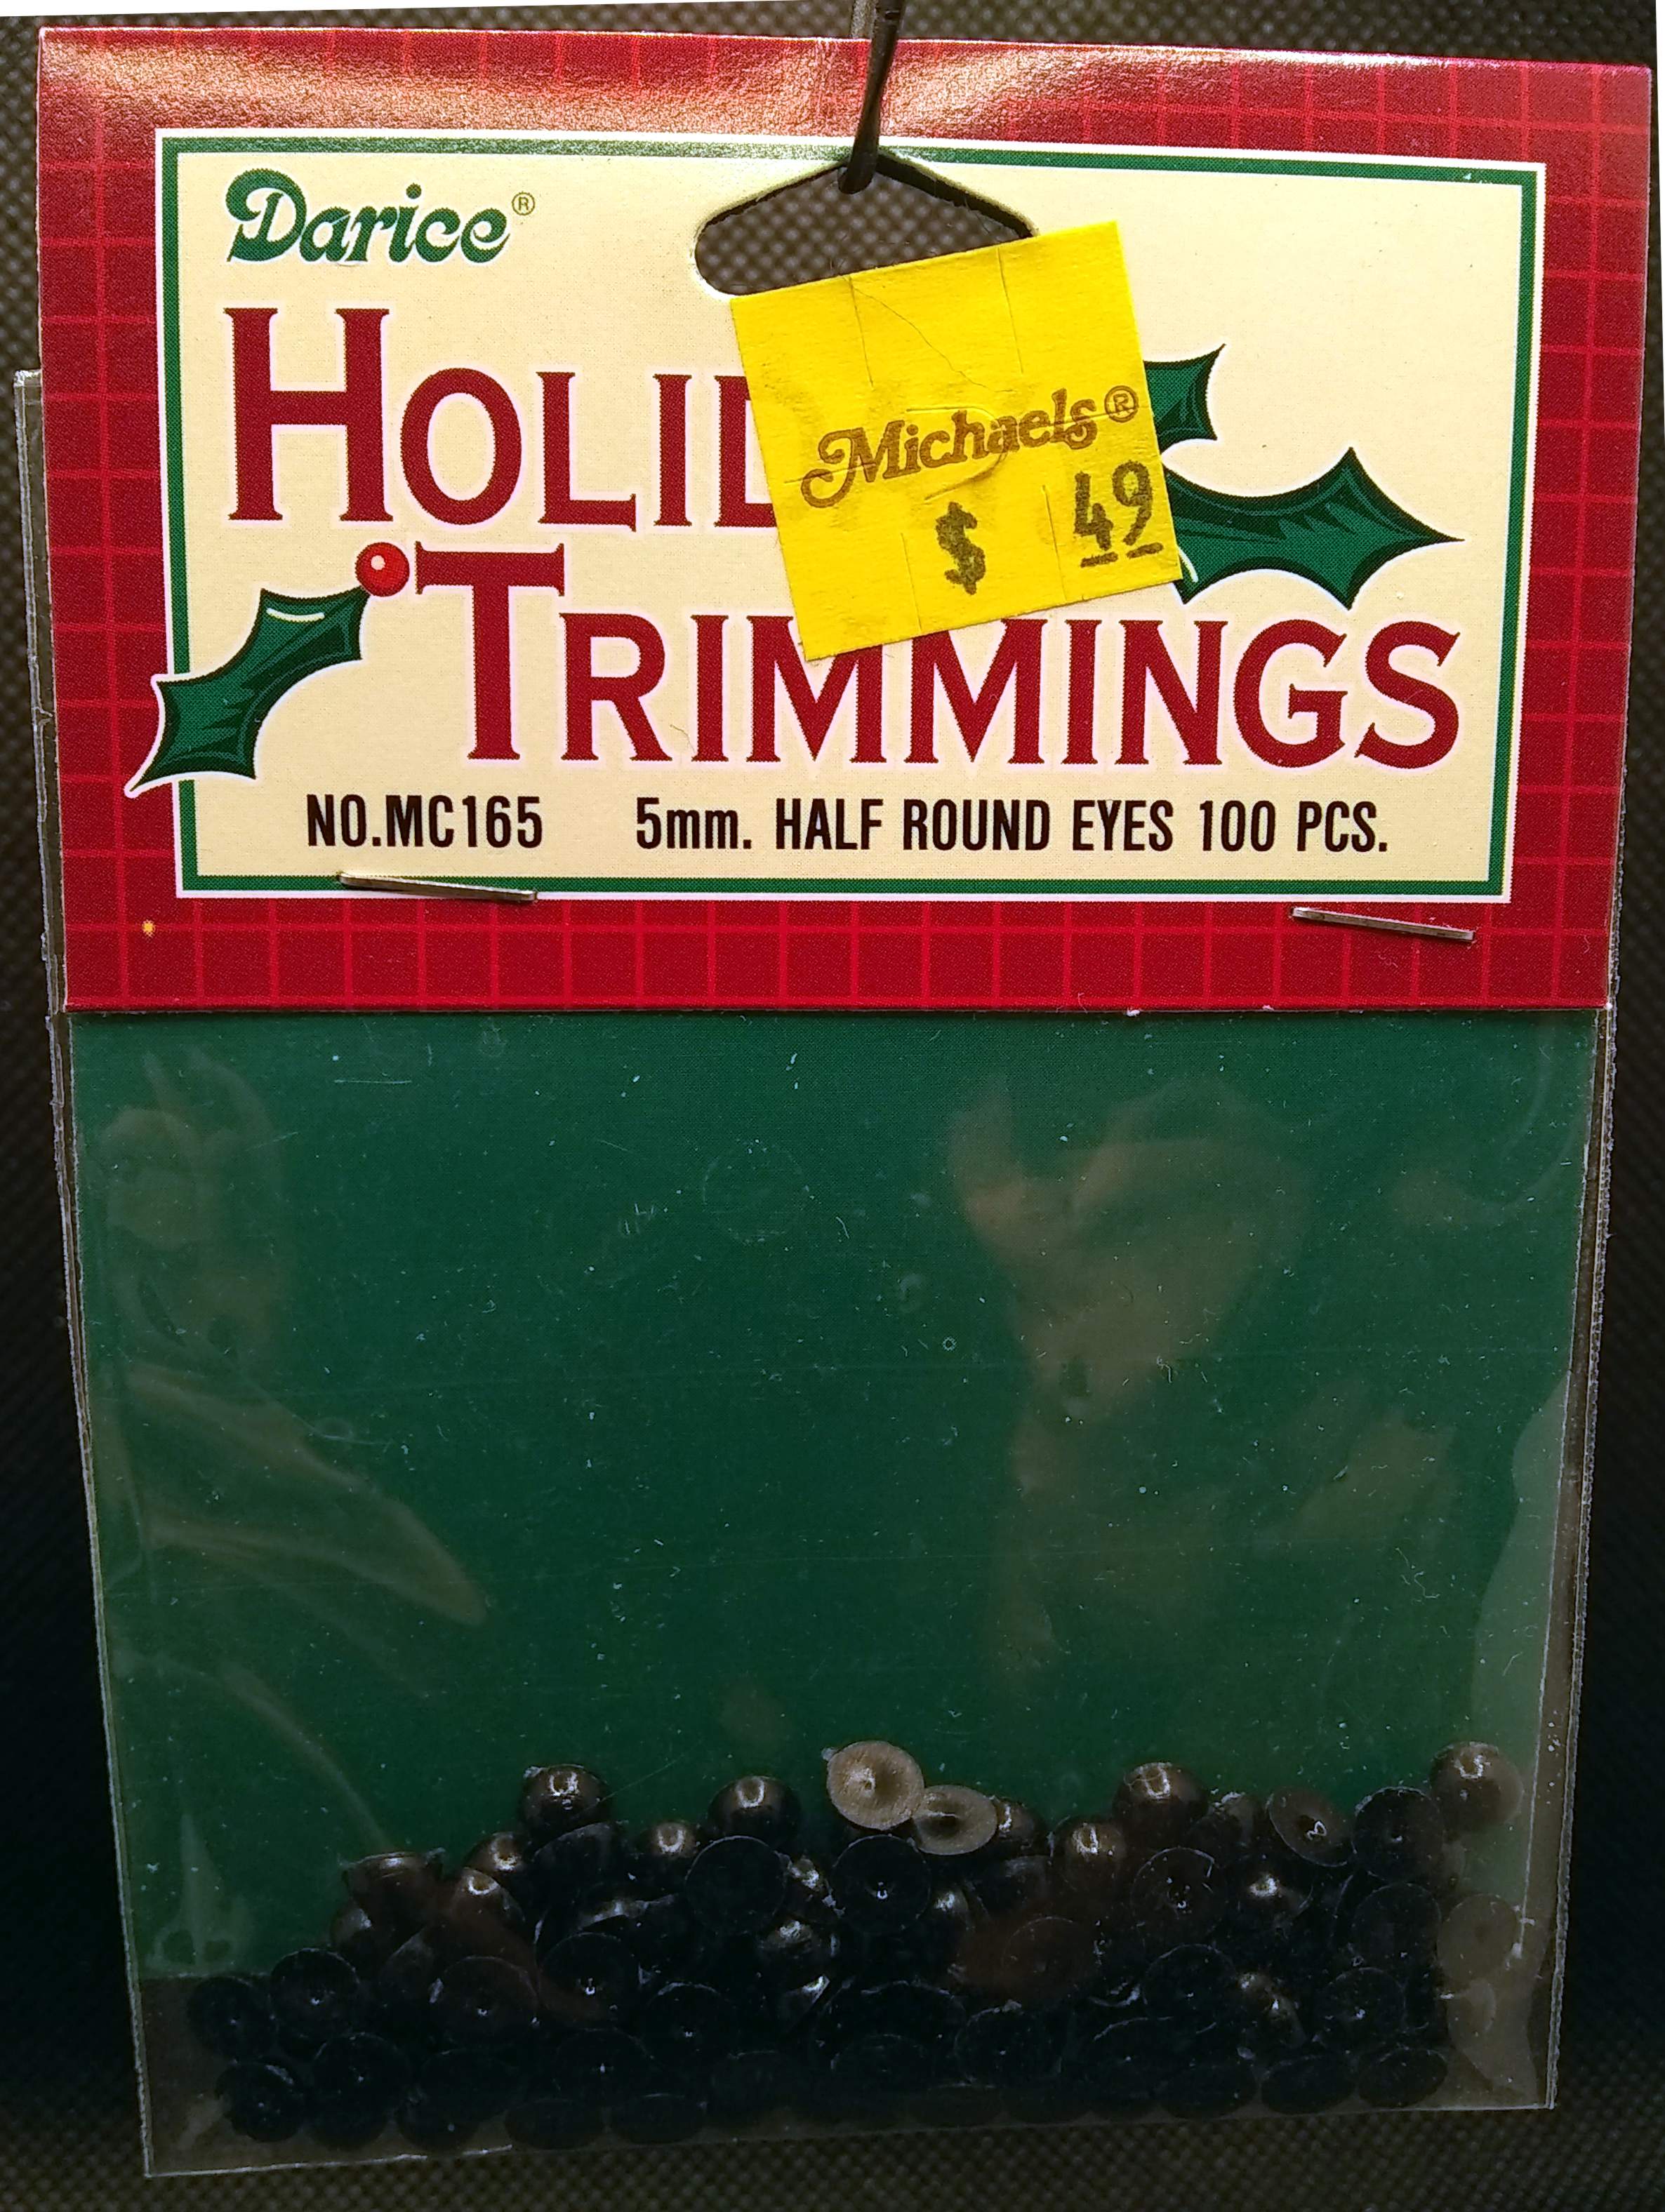 Darice®
HOLID
Michaels®
$ 49
TRIMMINGS
NO.MC165 5mm. HALF ROUND EYES 100 PCS.